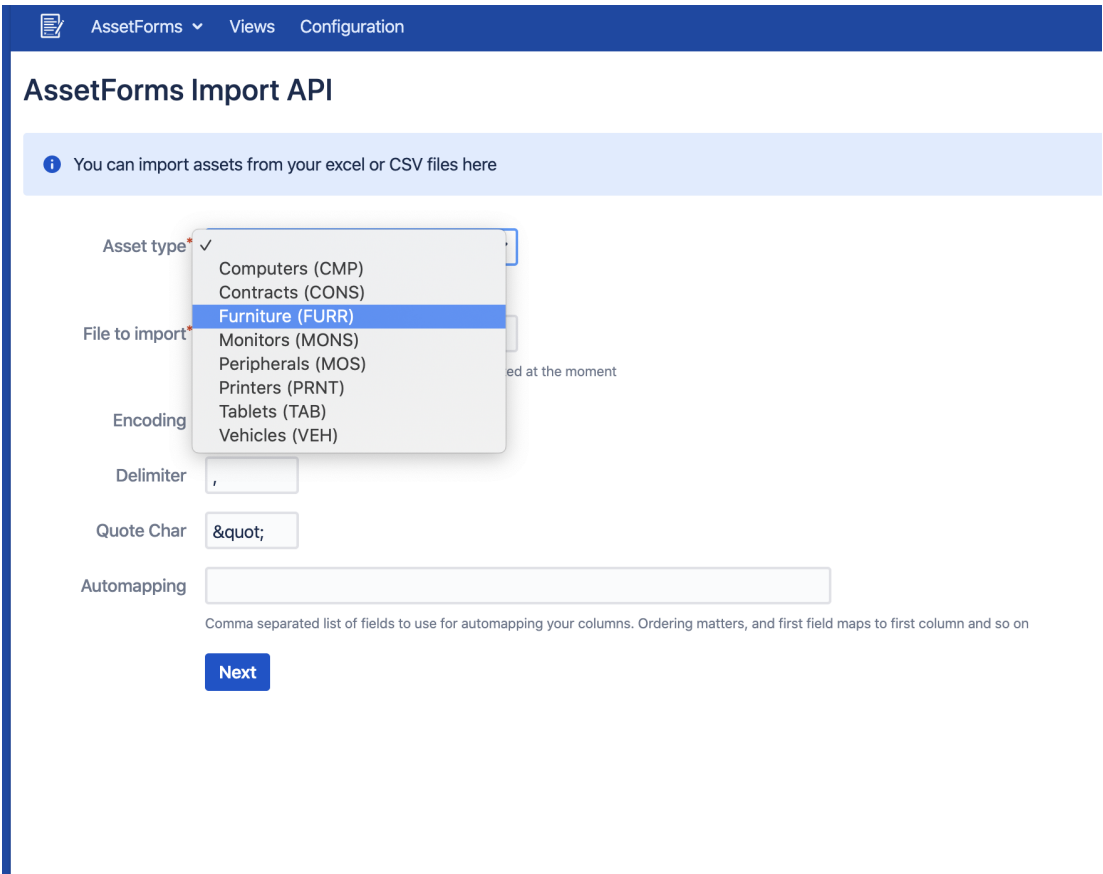 AssetForms Views Configuration
AssetForms Import API
You can import assets from your excel or CSV files here
Asset type*
Computers (CMP)
Contracts (CONS)
Furniture (FURR)
Monitors (MONS)
Peripherals (MOS)
Printers (PRNT)
Tablets (TAB)
Vehicles (VEH)
File to import*
ed at the moment
Encoding
Delimiter ,
Quote Char &quot;
Automapping
Comma separated list of fields to use for automapping your columns. Ordering matters, and first field maps to first column and so on
Next